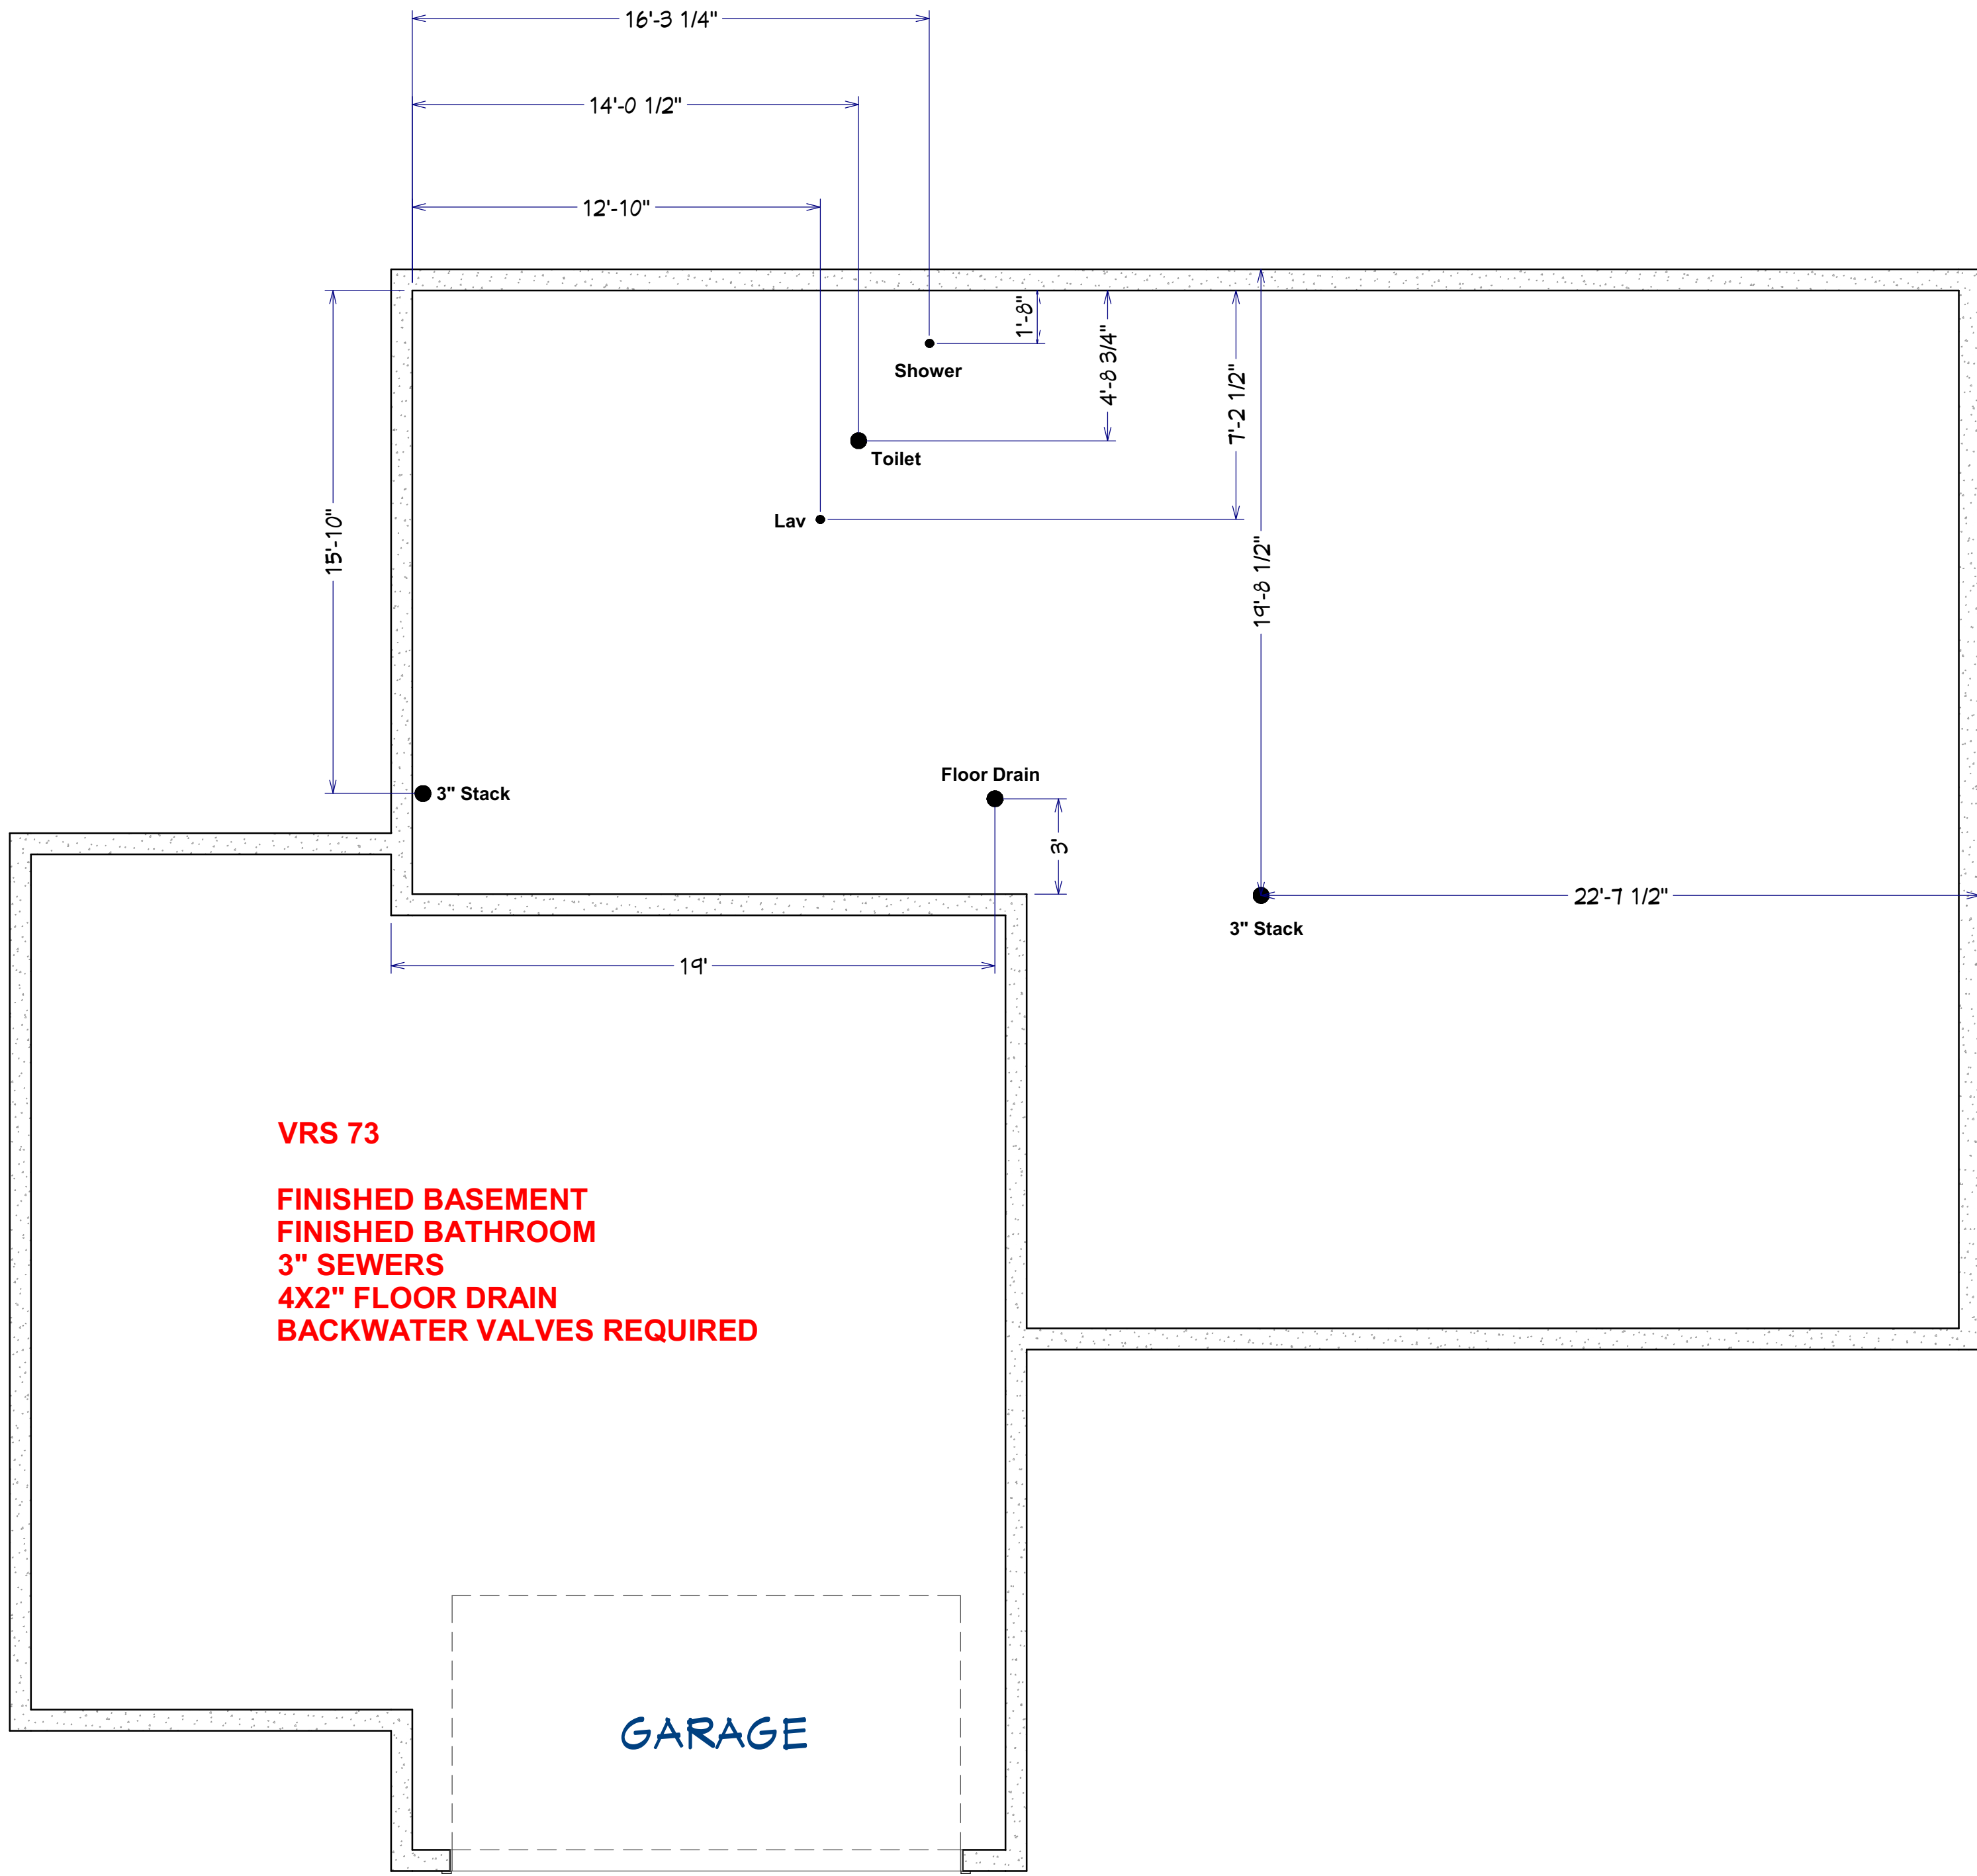 16'-3 1/4"
14'-0 1/2"
12'-10"
1'-8"
4'-8 3/4"
7'-2 1/2"
Shower
Toilet
Lav
15'-10"
19'-8 1/2"
Floor Drain
3" Stack
3'
22'-7 1/2"
3" Stack
19'
VRS 73
FINISHED BASEMENT
FINISHED BATHROOM
3" SEWERS
4X2" FLOOR DRAIN
BACKWATER VALVES REQUIRED
GARAGE